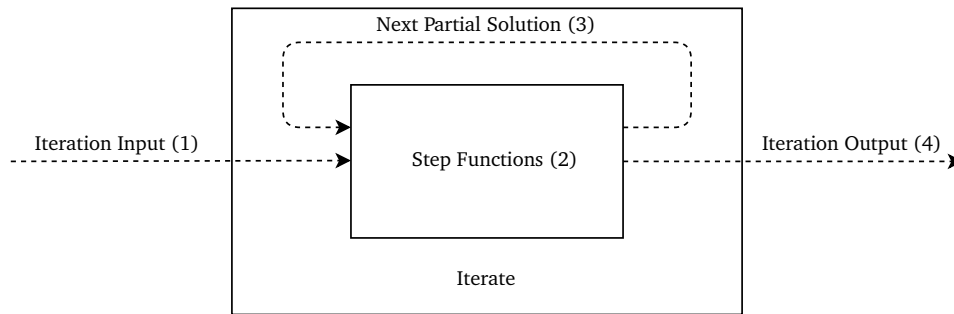 Next Partial Solution (3)
Iteration Input (1)
Step Functions (2)
Iteration Output (4)
Iterate